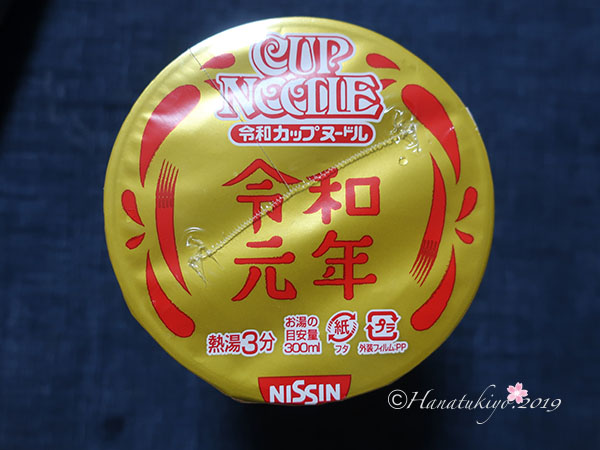 CUP
NOODLE
令和カップヌードル
令和
元年
熱湯3分
お湯の
目安量
300ml
紙
フタ
プラ
外装フィルム:PP
NISSIN
©Hanatukiyo.2019